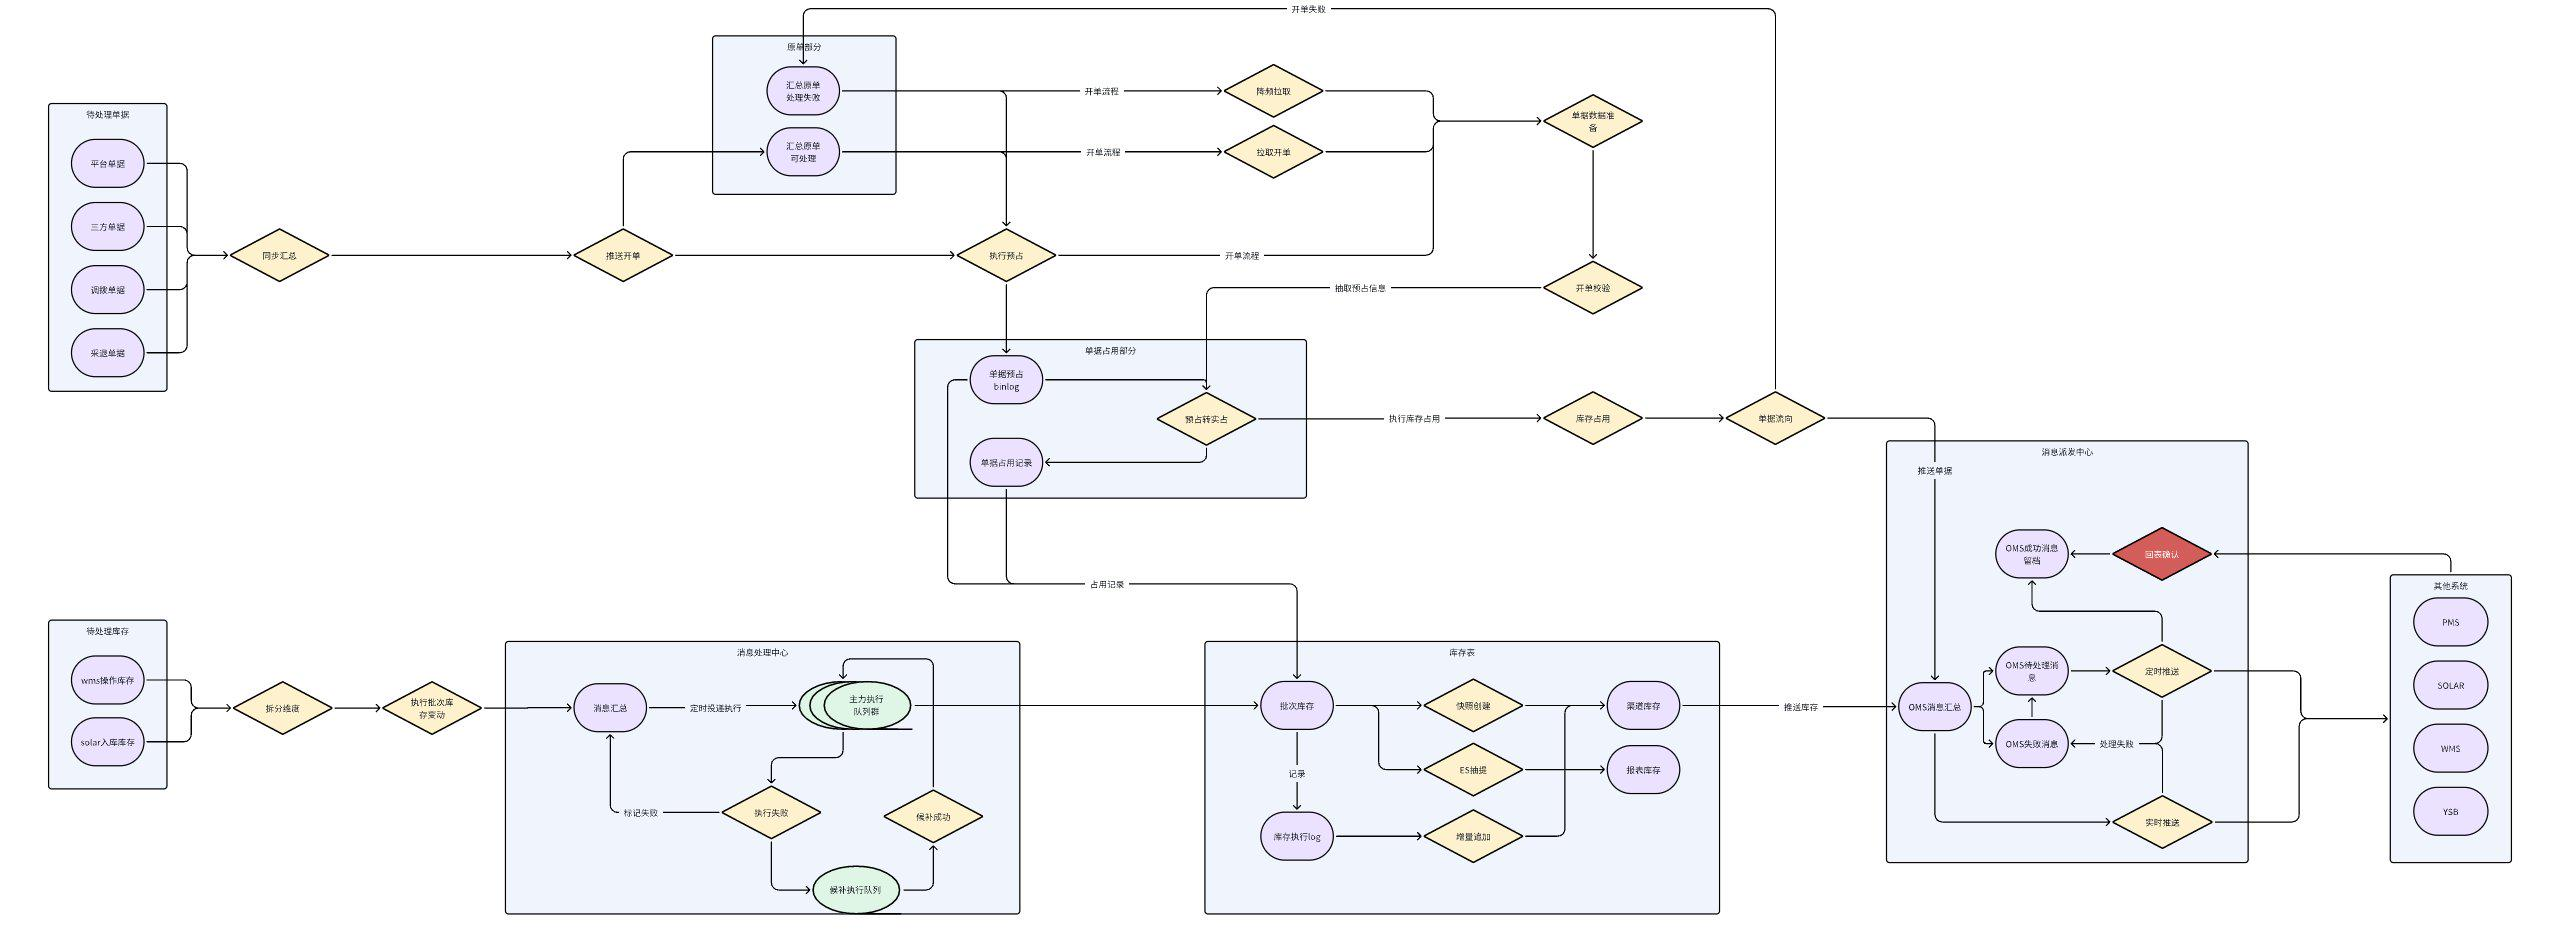 开单失败
原单部分
汇总原单
处理失败
开单流程
降频拉取
汇总原单
可处理
开单流程
拉取开单
单据数据准
备
待处理单据
平台单据
三方单据
调拨单据
采退单据
同步汇总
推送开单
执行预占
开单流程
抽取预占信息
开单校验
单据占用部分
单据预占
binlog
预占转实占
单据占用记录
执行库存占用
库存占用
单据流向
消息派发中心
推送单据
OMS成功消息
留档
回表确认
占用记录
其他系统
PMS
SOLAR
WMS
YSB
待处理库存
wms操作库存
solar入库库存
拆分维度
执行批次库
存变动
消息处理中心
消息汇总
定时投递执行
主力执行
队列群
标记失败
执行失败
候补成功
候补执行队列
库存表
批次库存
快照创建
渠道库存
ES抽提
报表库存
记录
库存执行log
增量追加
推送库存
OMS消息汇总
OMS待处理消
息
定时推送
OMS失败消息
处理失败
实时推送